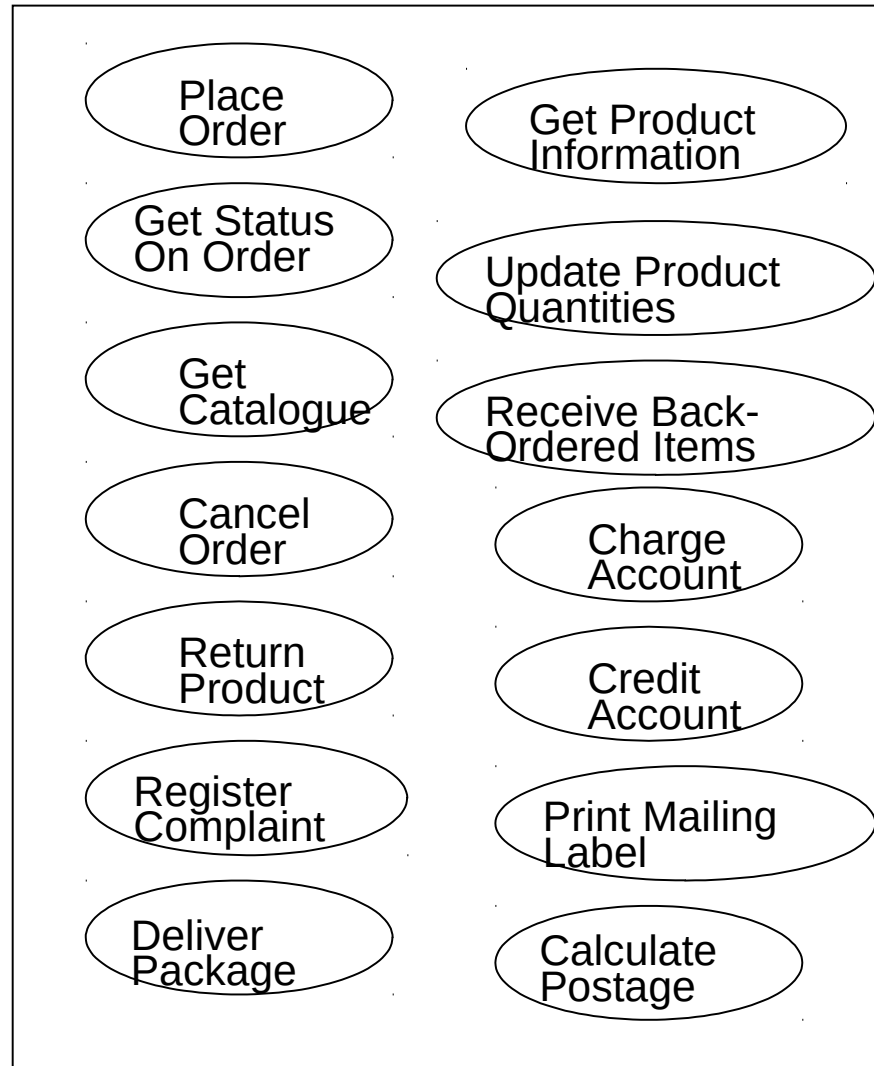 Place
Order
Get Status
On Order
Get
Catalogue
Cancel
Order
Return
Product
Register
Complaint
Deliver
Package
Get Product
Information
Update Product
Quantities
Receive Back-
Ordered Items
Charge
Account
Credit
Account
Print Mailing
Label
Calculate
Postage